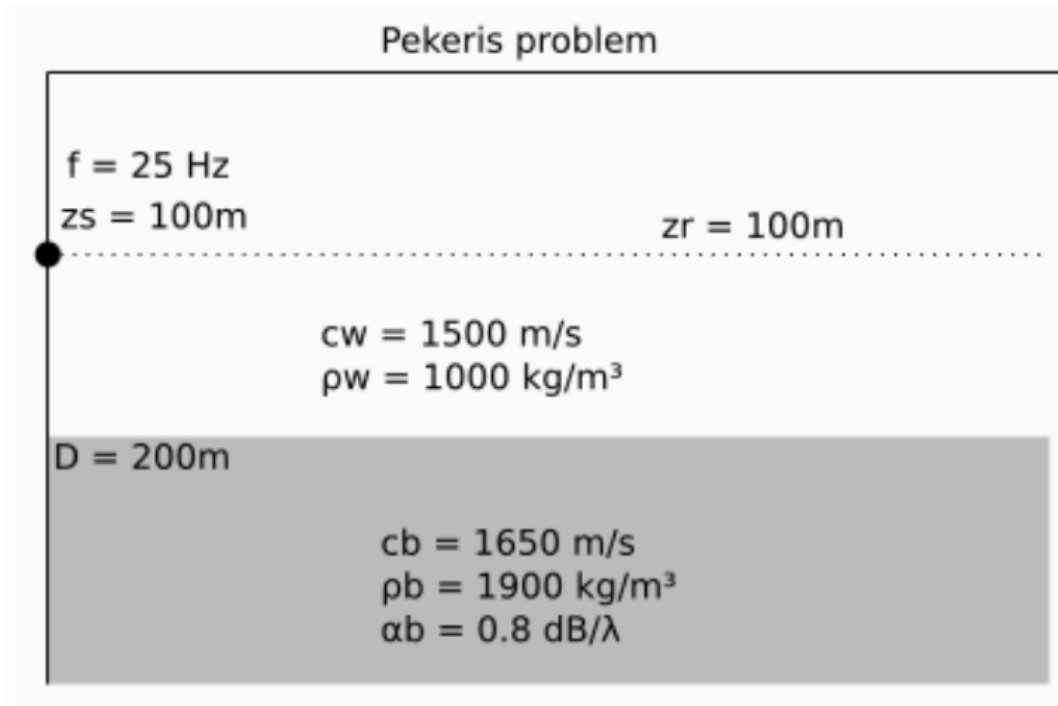 Pekeris problem
f = 25 Hz
zs = 100m
zr = 100m
cw = 1500 m/s
ρw = 1000 kg/m³
D = 200m
cb = 1650 m/s
ρb = 1900 kg/m³
αb = 0.8 dB/λ